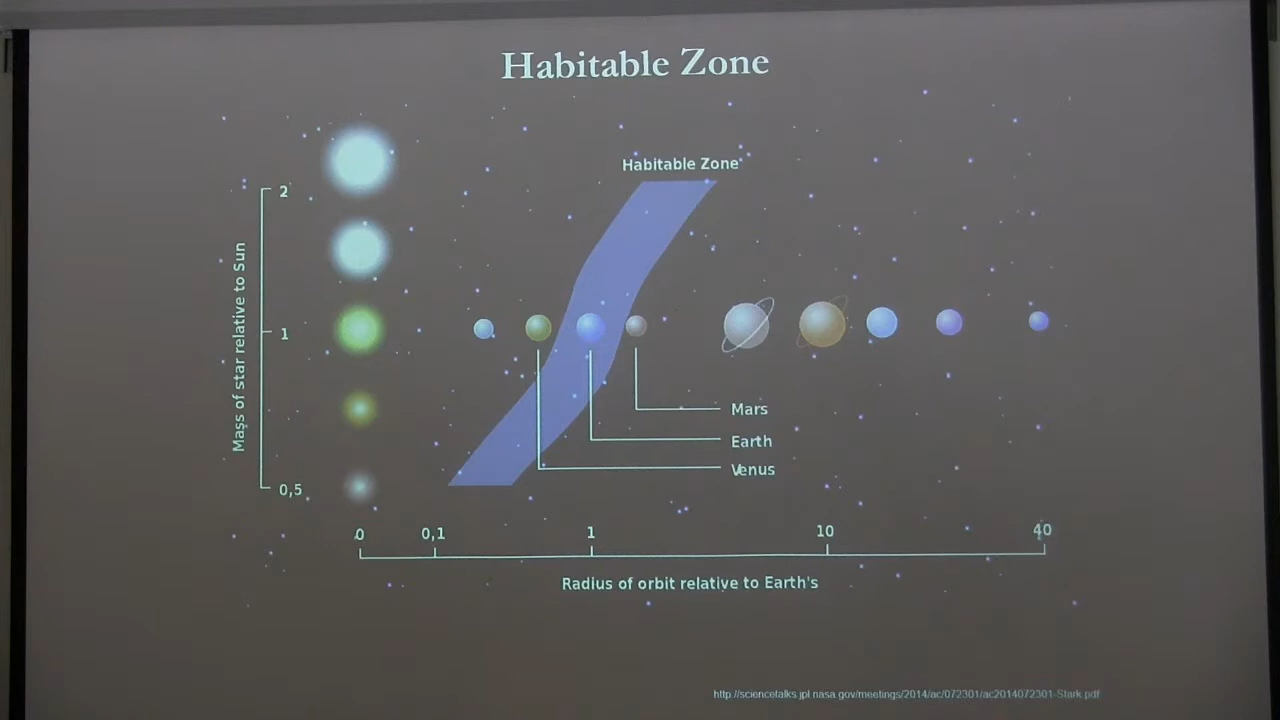 Habitable Zone
Habitable Zone
2
1
0,5
Mass of star relative to Sun
Mars
Earth
Venus
0
0,1
1
10
40
Radius of orbit relative to Earth's
http://sciencetalks.jpl.nasa.gov/meetings/2014/ac/072301/ac2014072301-Stark.pdf